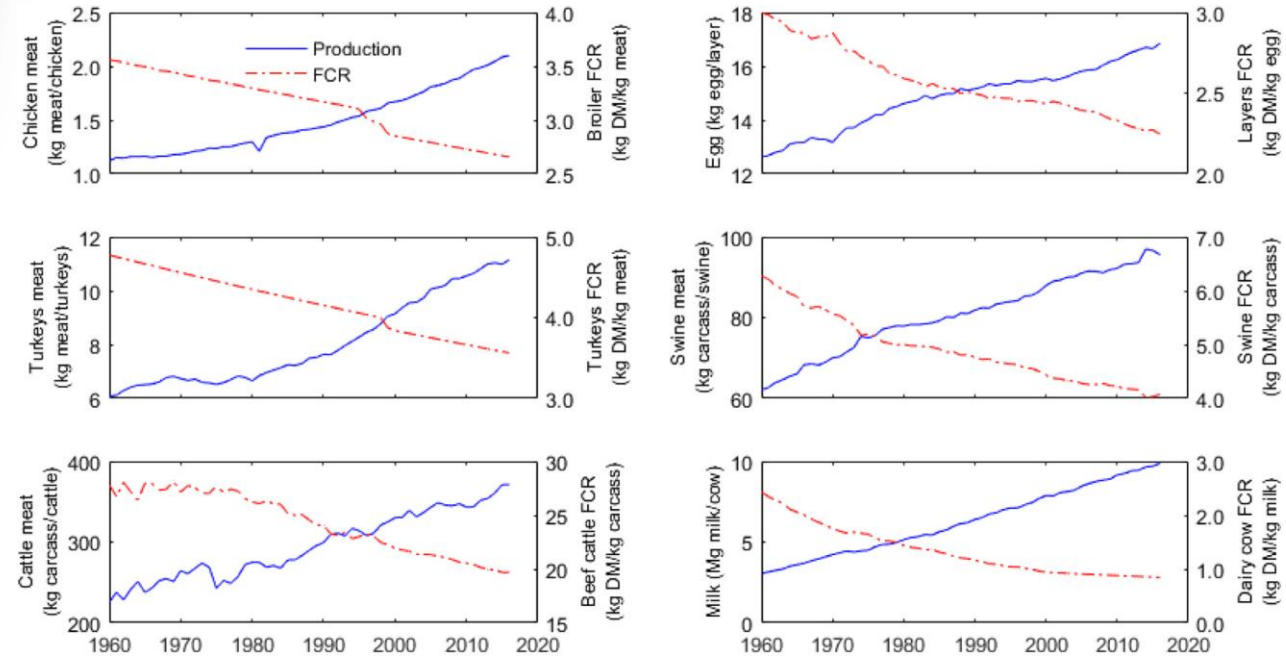 Chicken meat
(kg meat/chicken)
2.5
2.0
1.5
1.0
Production
FCR
4.0
3.5
3.0
2.5
Broiler FCR
(kg DM/kg meat)
Egg (kg egg/layer)
18
16
14
12
3.0
2.5
2.0
Layers FCR
(kg DM/kg egg)
Turkeys meat
(kg meat/turkeys)
12
10
8
6
5.0
4.0
3.0
Turkeys FCR
(kg DM/kg meat)
Swine meat
(kg carcass/swine)
100
80
60
7.0
6.0
5.0
4.0
Swine FCR
(kg DM/kg carcass)
Cattle meat
(kg carcass/cattle)
400
300
200
30
25
20
15
Beef cattle FCR
(kg DM/kg carcass)
1960 1970 1980 1990 2000 2010 2020
Milk (Mg milk/cow)
10
5
0
3.0
2.0
1.0
0.0
Dairy cow FCR
(kg DM/kg milk)
1960 1970 1980 1990 2000 2010 2020